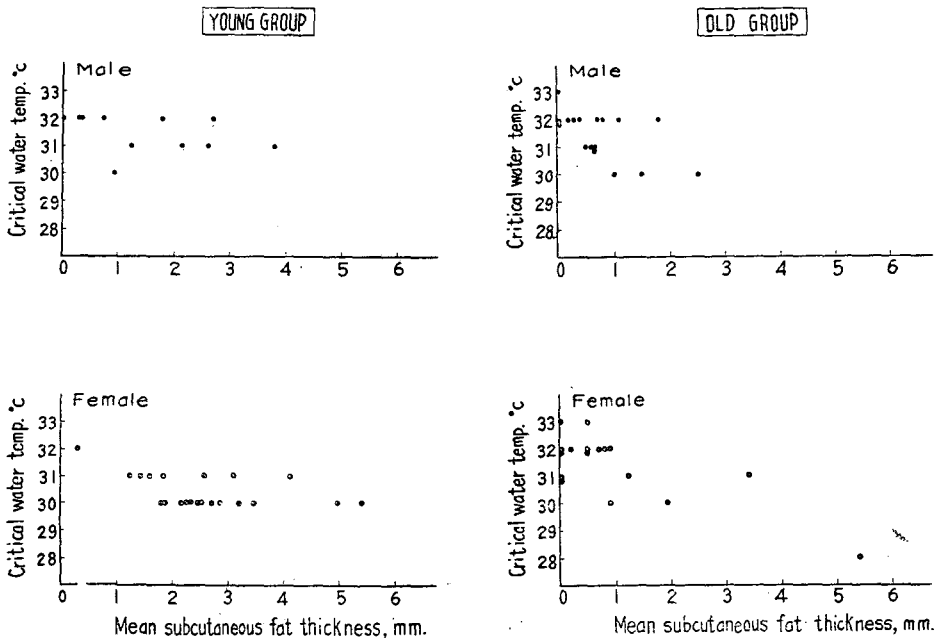 YOUNG GROUP
OLD GROUP
Male
Critical water temp. °C
33
32
31
30
29
28
0 1 2 3 4 5 6
Male
Critical water temp. °C
33
32
31
30
29
28
0 1 2 3 4 5 6
Female
Critical water temp. °C
33
32
31
30
29
28
0 1 2 3 4 5 6
Mean subcutaneous fat thickness, mm.
Female
Critical water temp. °C
33
32
31
30
29
28
0 1 2 3 4 5 6
Mean subcutaneous fat thickness, mm.